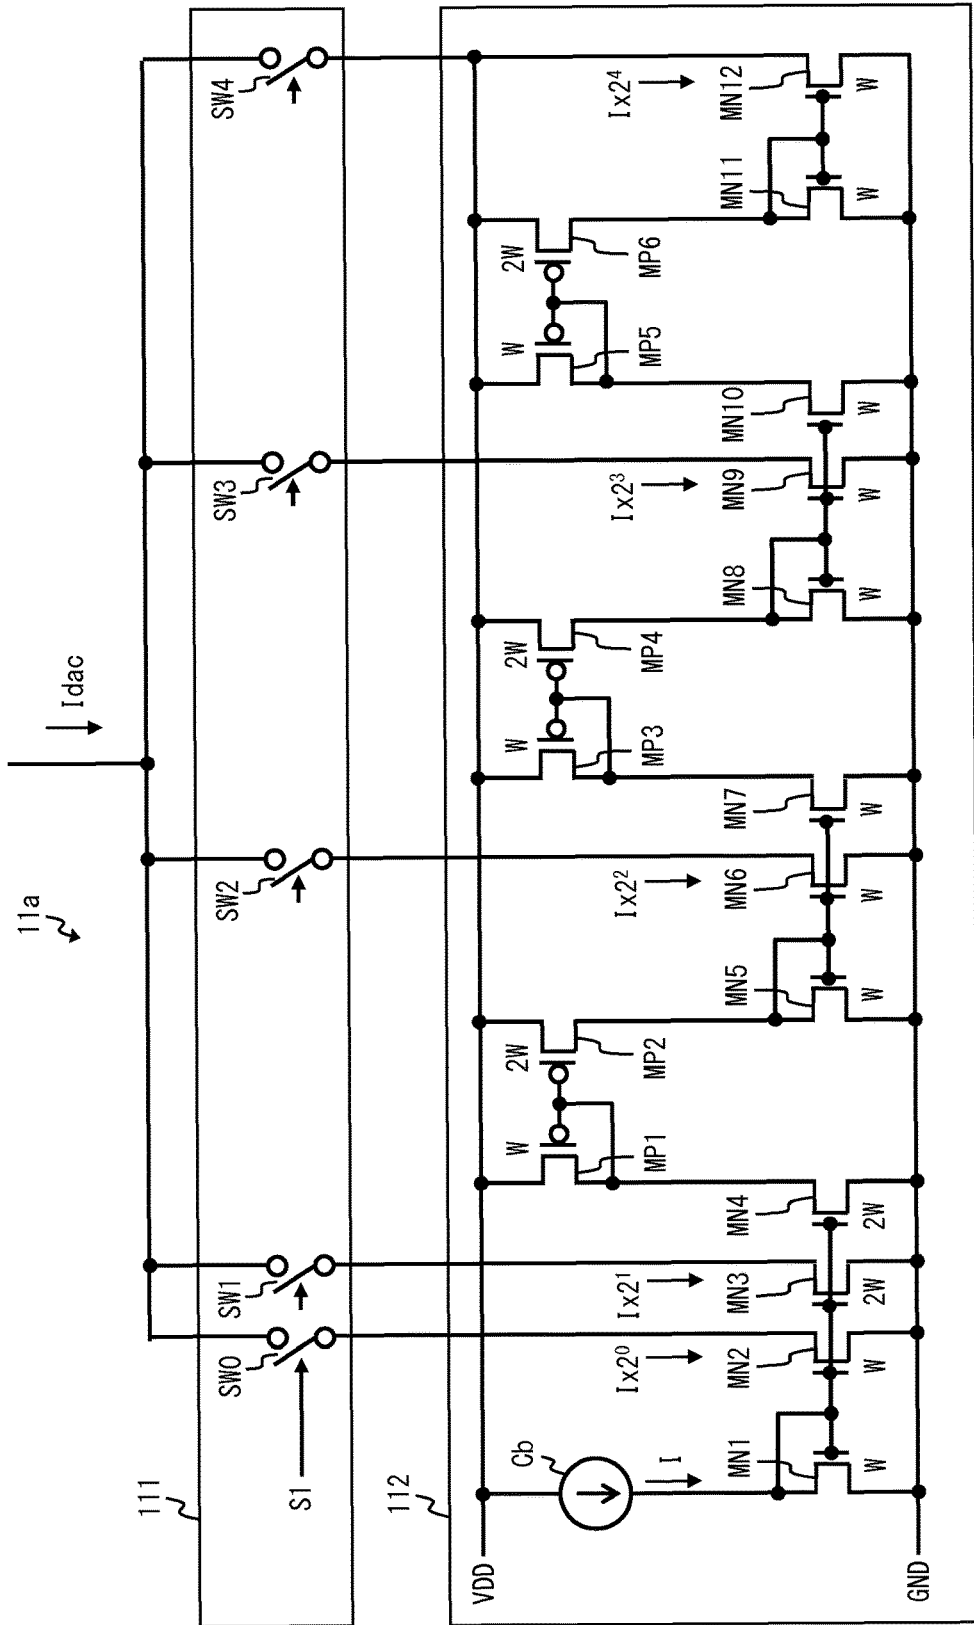 11a
Idac
111
SW0
SW1
SW2
SW3
SW4
S1
112
VDD
Cb
I
W
MP1
2W
MP2
W
MP3
2W
MP4
W
MP5
2W
MP6
Ix2⁰
Ix2¹
Ix2²
Ix2³
Ix2⁴
MN1
MN2
MN3
MN4
MN5
MN6
MN7
MN8
MN9
MN10
MN11
MN12
W
W
2W
2W
W
W
W
W
W
W
W
W
GND